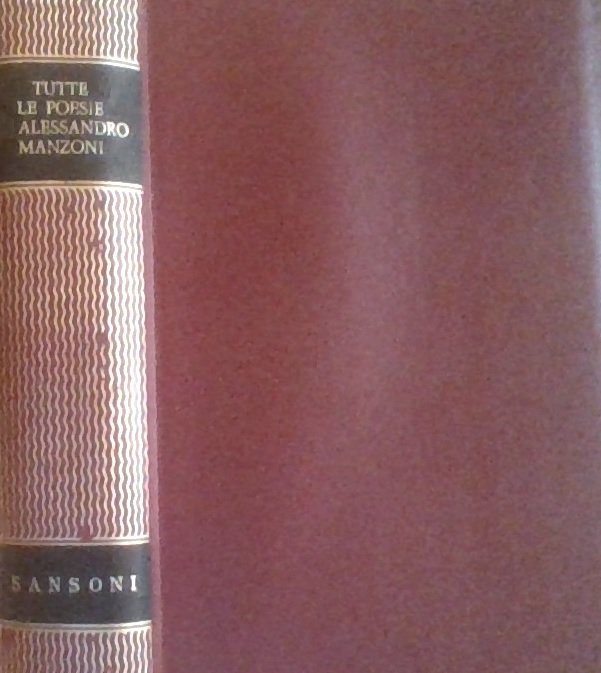 TUTTE
LE POESIE
ALESSANDRO
MANZONI
SANSONI